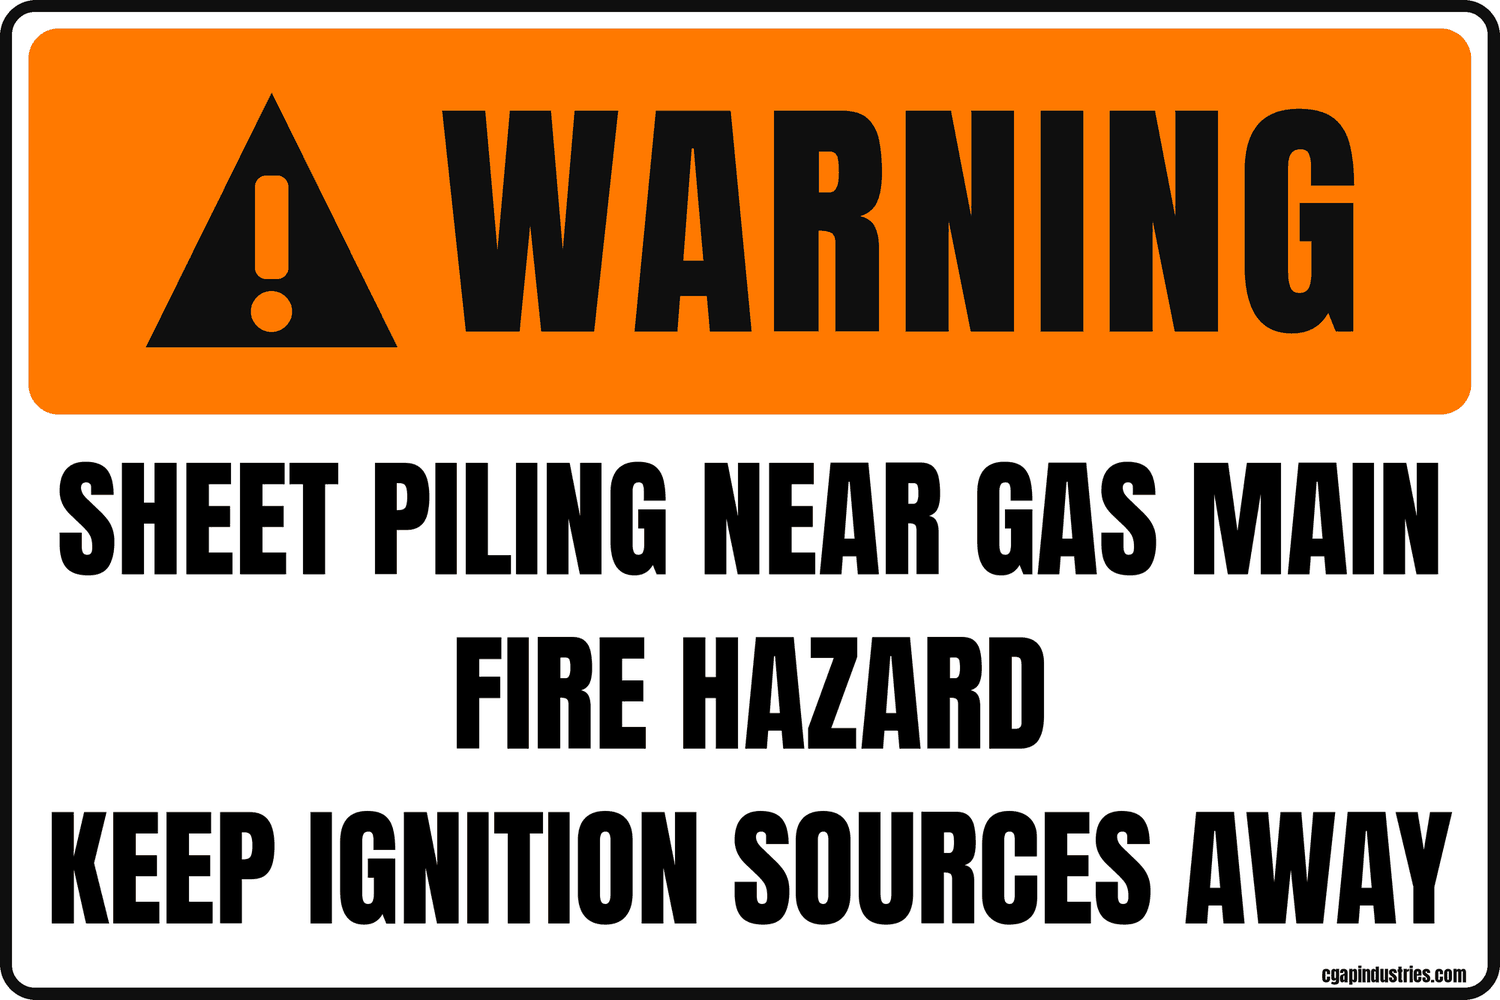 WARNING
SHEET PILING NEAR GAS MAIN
FIRE HAZARD
KEEP IGNITION SOURCES AWAY
cgapindustries.com